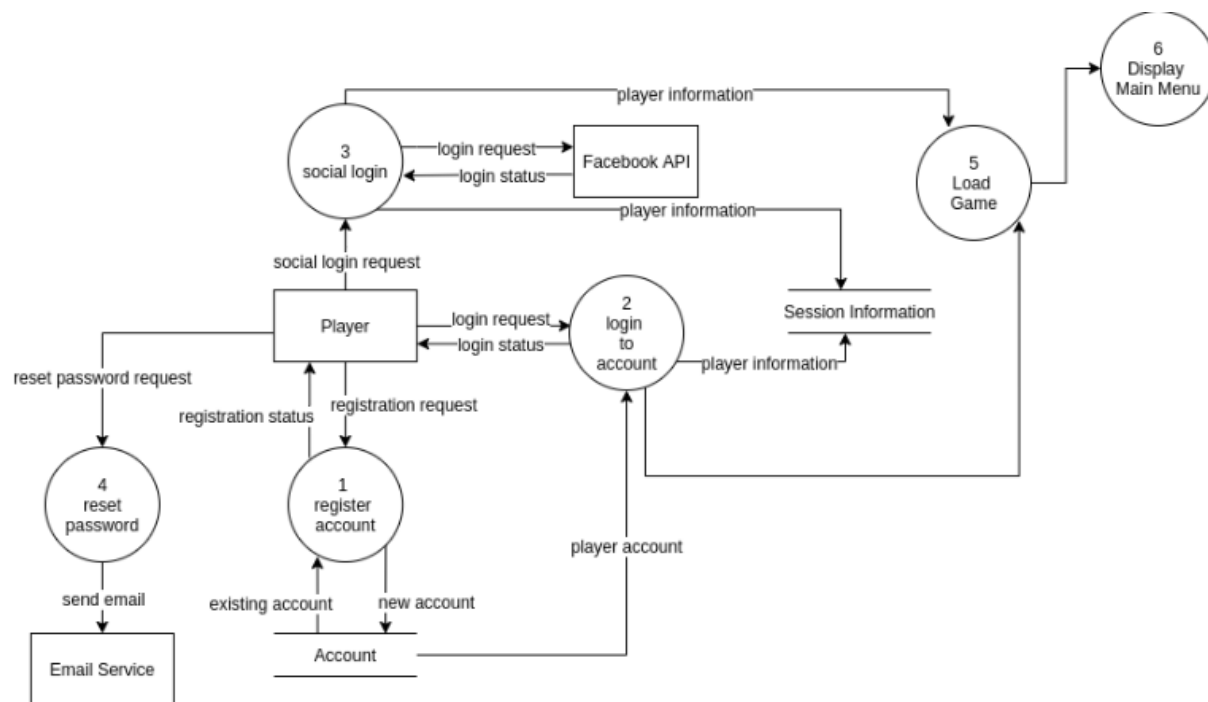 6
Display
Main Menu
player information
3
social login
login request
Facebook API
login status
5
Load
Game
player information
social login request
Player
login request
login status
2
login
to
account
Session Information
player information
reset password request
registration status
registration request
4
reset
password
1
register
account
player account
send email
existing account
new account
Email Service
Account